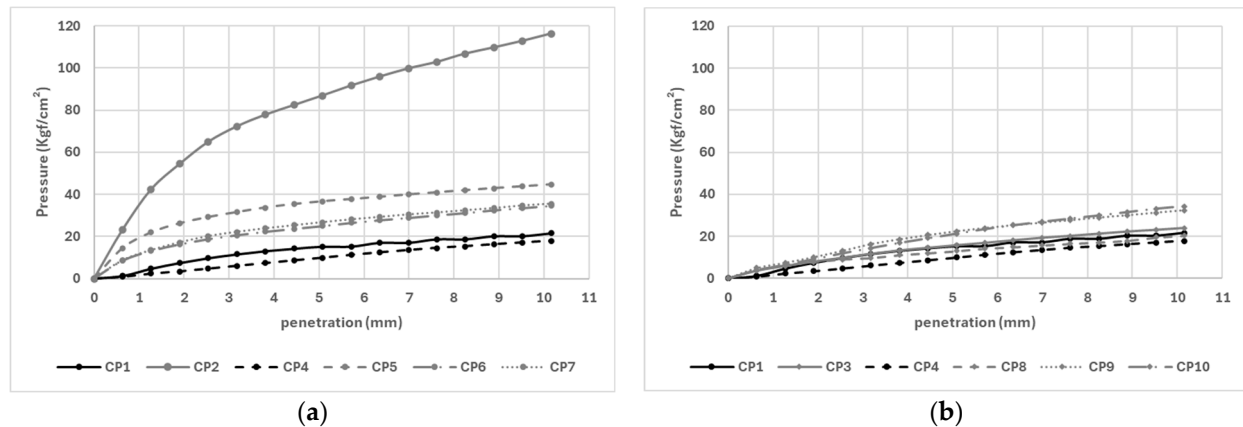 120
100
80
60
40
20
0
Pressure (Kgf/cm²)
0 1 2 3 4 5 6 7 8 9 10 11
penetration (mm)
CP1 CP2 CP4 CP5 CP6 CP7
(a)
120
100
80
60
40
20
0
Pressure (Kgf/cm²)
0 1 2 3 4 5 6 7 8 9 10 11
penetration (mm)
CP1 CP3 CP4 CP8 CP9 CP10
(b)